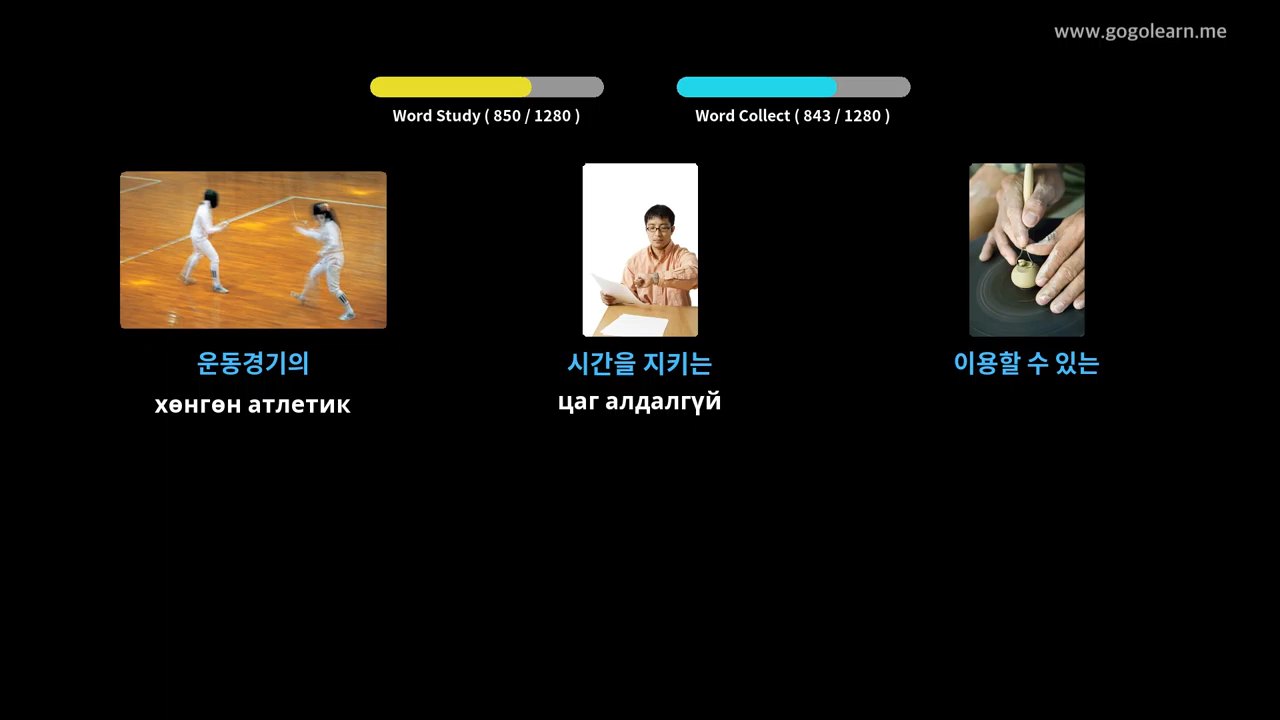 www.gogolearn.me
Word Study ( 850 / 1280 )
Word Collect ( 843 / 1280 )
운동경기의
시간을 지키는
이용할 수 있는
хөнгөн атлетик
цаг алдалгүй